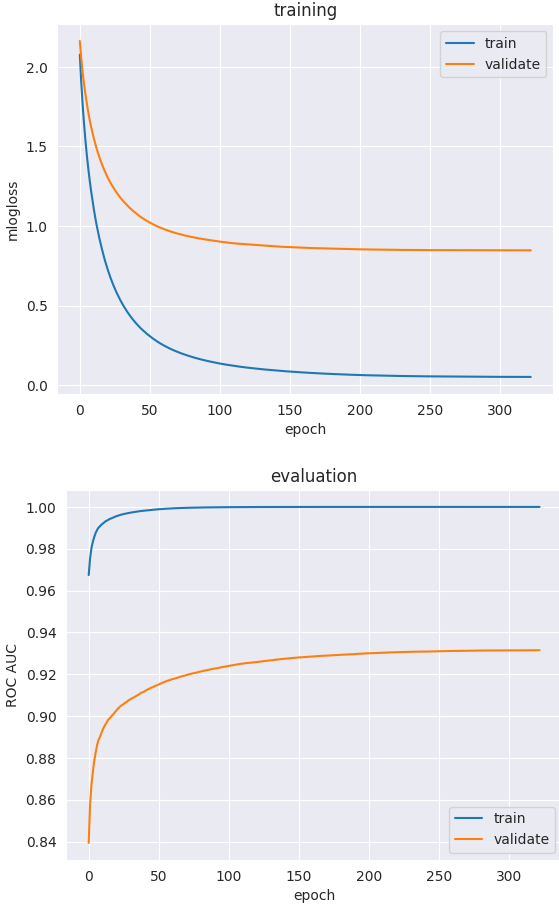 training
2.0
1.5
1.0
0.5
0.0
mlogloss
train
validate
0 50 100 150 200 250 300
epoch
evaluation
1.00
0.98
0.96
0.94
0.92
0.90
0.88
0.86
0.84
ROC AUC
train
validate
0 50 100 150 200 250 300
epoch